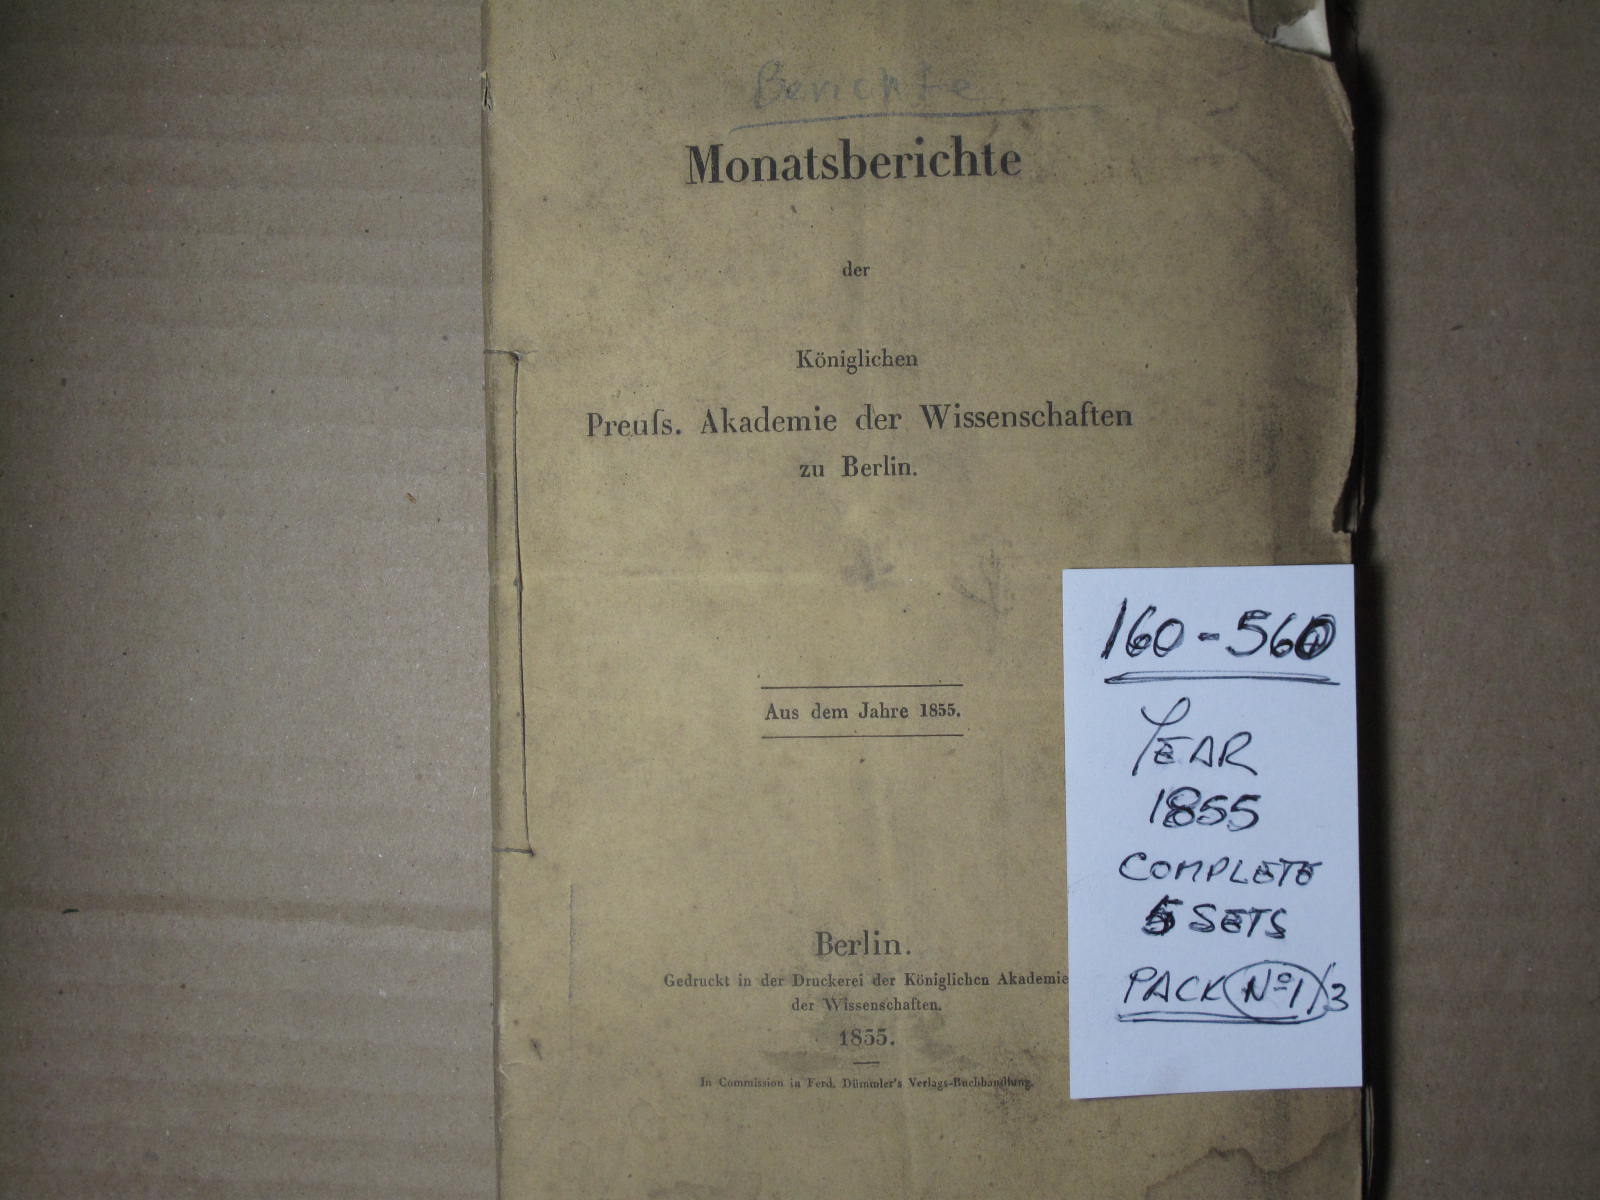 Berichte
Monatsberichte
der
Königlichen
Preuſs. Akademie der Wissenschaften
zu Berlin.
Aus dem Jahre 1855.
Berlin.
Gedruckt in der Druckerei der Königlichen Akademie
der Wissenschaften.
1855.
In Commission in Ferd. Dümmler's Verlags-Buchhandlung.
160-560
YEAR
1855
COMPLETE
5 SETS
PACK Nº1/3